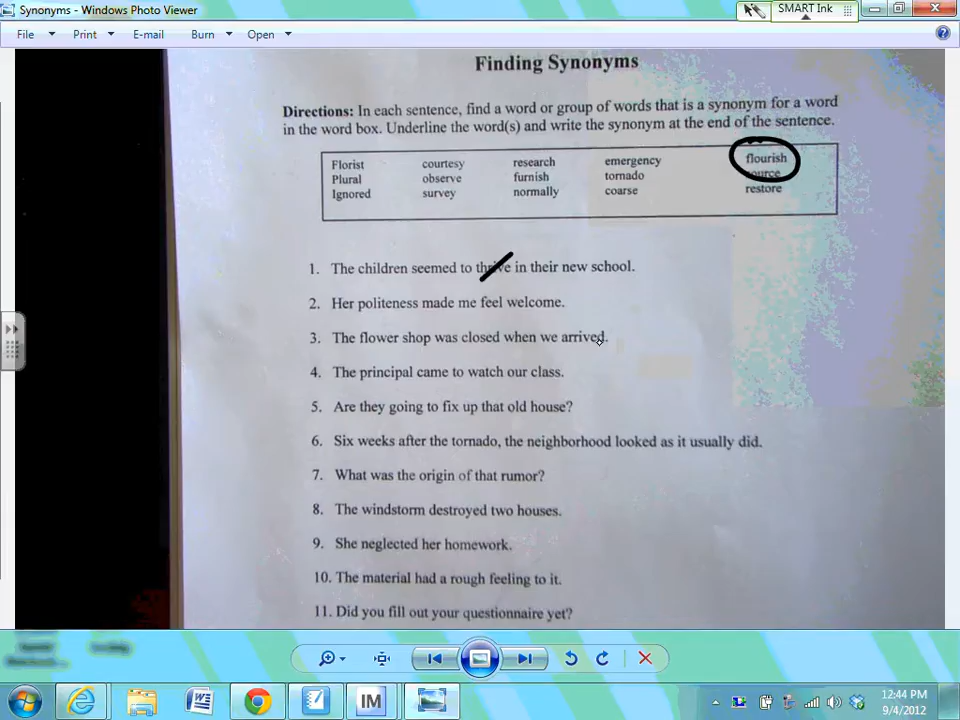 Synonyms - Windows Photo Viewer
SMART Ink
File Print E-mail Burn Open
Finding Synonyms
Directions: In each sentence, find a word or group of words that is a synonym for a word
in the word box. Underline the word(s) and write the synonym at the end of the sentence.
Florist courtesy research emergency flourish
Plural observe furnish tornado source
Ignored survey normally coarse restore
1. The children seemed to thrive in their new school.
2. Her politeness made me feel welcome.
3. The flower shop was closed when we arrived.
4. The principal came to watch our class.
5. Are they going to fix up that old house?
6. Six weeks after the tornado, the neighborhood looked as it usually did.
7. What was the origin of that rumor?
8. The windstorm destroyed two houses.
9. She neglected her homework.
10. The material had a rough feeling to it.
11. Did you fill out your questionnaire yet?
IM
12:44 PM
9/4/2012